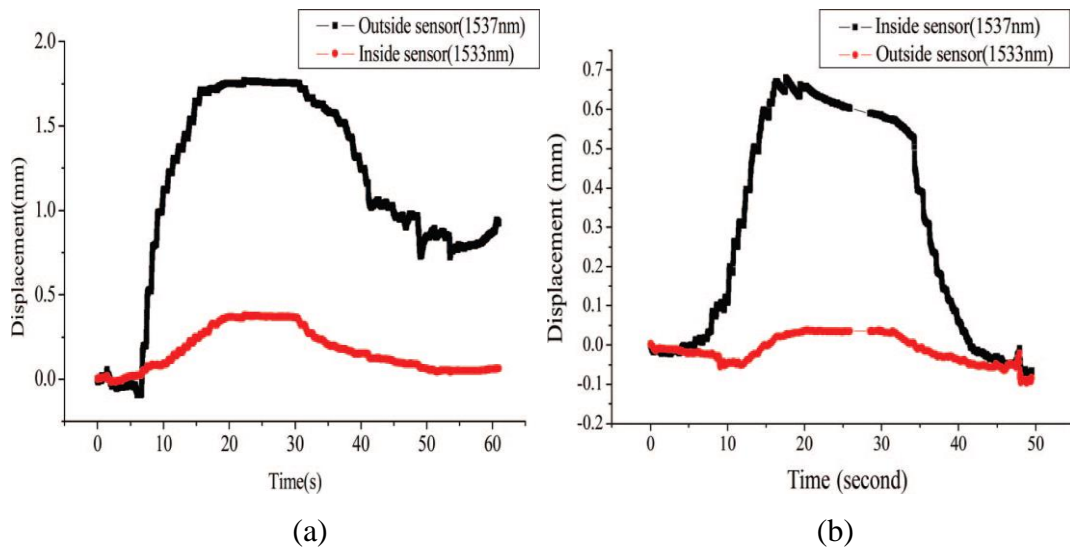 Outside sensor(1537nm)
Inside sensor(1533nm)
2.0
1.5
1.0
0.5
0.0
Displacement(mm)
0 10 20 30 40 50 60
Time(s)
(a)
Inside sensor(1537nm)
Outside sensor(1533nm)
0.7
0.6
0.5
0.4
0.3
0.2
0.1
0.0
-0.1
-0.2
Displacement (mm)
0 10 20 30 40 50
Time (second)
(b)